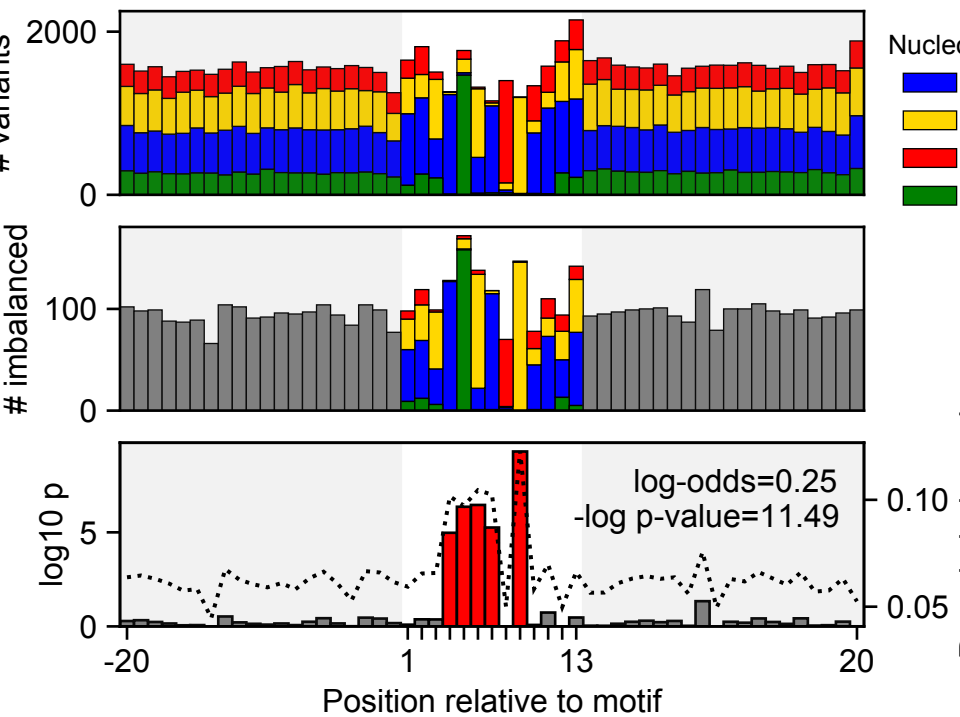 2000
0
# variants
Nucleo
100
0
# imbalanced
5
0
log10 p
log-odds=0.25
-log p-value=11.49
0.10
0.05
-20
1
13
20
Position relative to motif